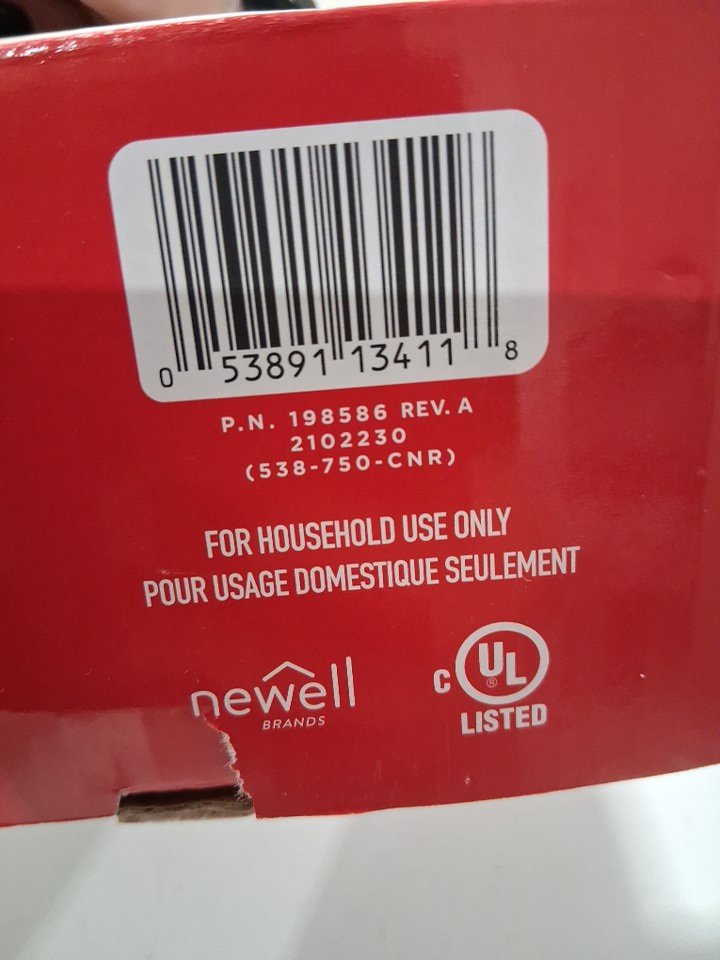 0 53891 13411 8
P.N. 198586 REV. A
2102230
(538-750-CNR)
FOR HOUSEHOLD USE ONLY
POUR USAGE DOMESTIQUE SEULEMENT
newell
BRANDS
C UL ®
LISTED